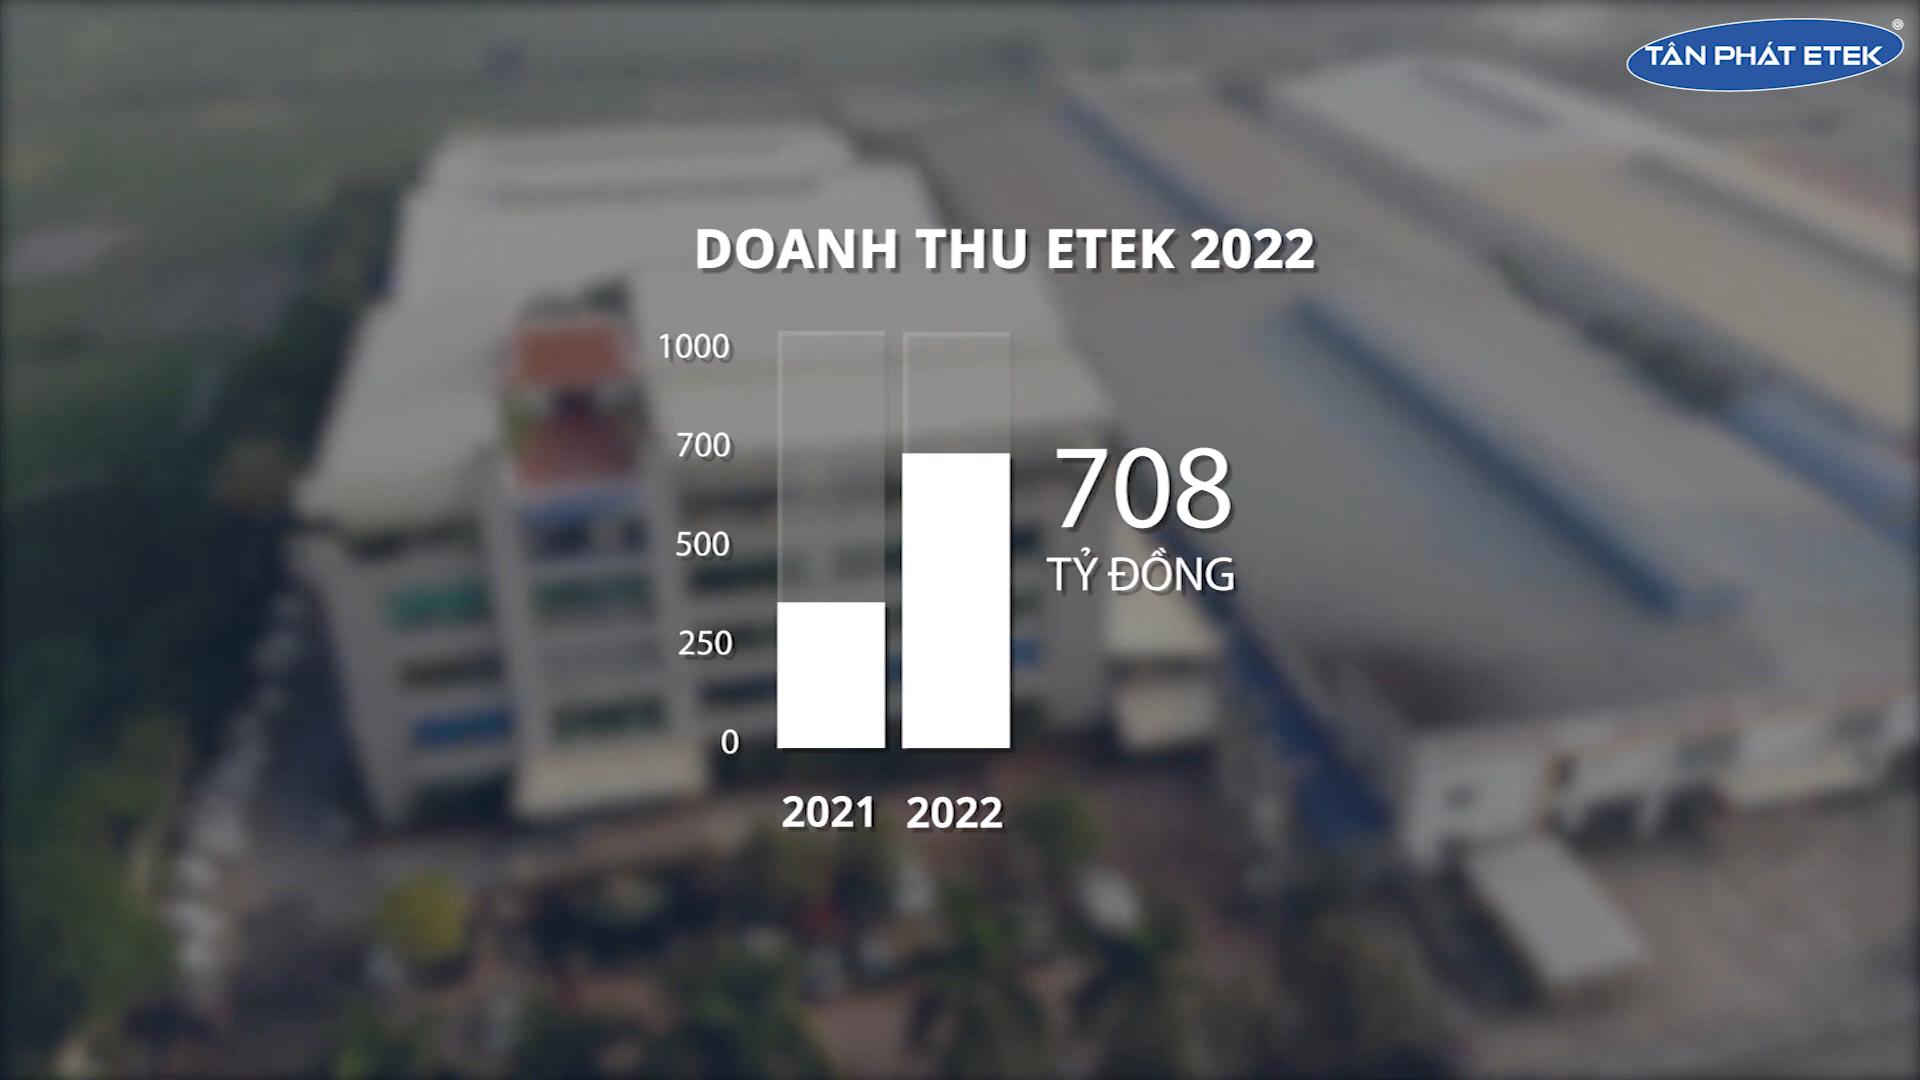 TÂN PHÁT ETEK
DOANH THU ETEK 2022
1000
700
500
250
0
708
TỶ ĐỒNG
2021
2022